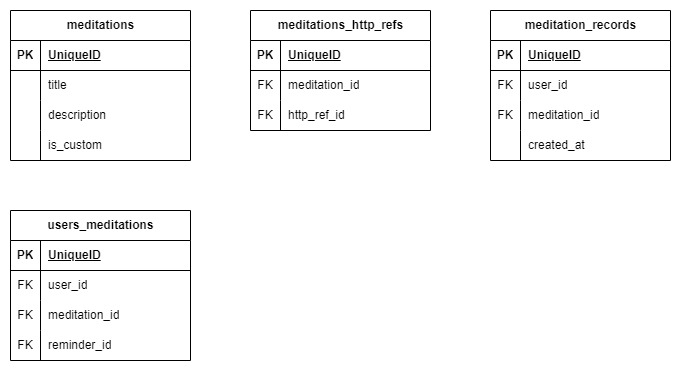 meditations
PK UniqueID
title
description
is_custom
meditations_http_refs
PK UniqueID
FK meditation_id
FK http_ref_id
meditation_records
PK UniqueID
FK user_id
FK meditation_id
created_at
users_meditations
PK UniqueID
FK user_id
FK meditation_id
FK reminder_id